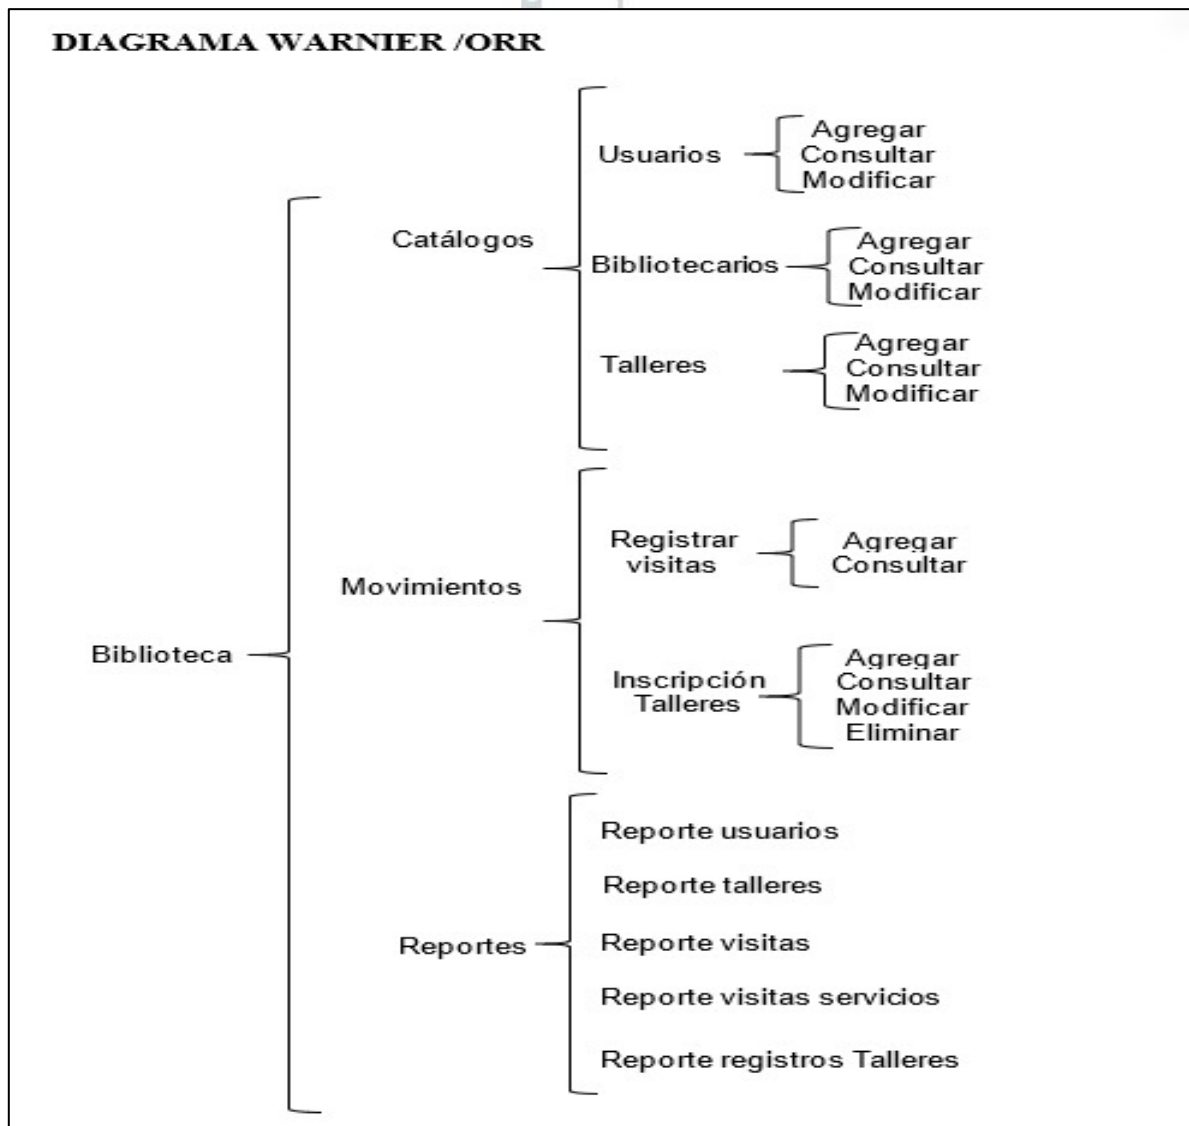 DIAGRAMA WARNIER /ORR
Biblioteca
Catálogos
Usuarios
Agregar
Consultar
Modificar
Bibliotecarios
Agregar
Consultar
Modificar
Talleres
Agregar
Consultar
Modificar
Movimientos
Registrar
visitas
Agregar
Consultar
Inscripción
Talleres
Agregar
Consultar
Modificar
Eliminar
Reportes
Reporte usuarios
Reporte talleres
Reporte visitas
Reporte visitas servicios
Reporte registros Talleres